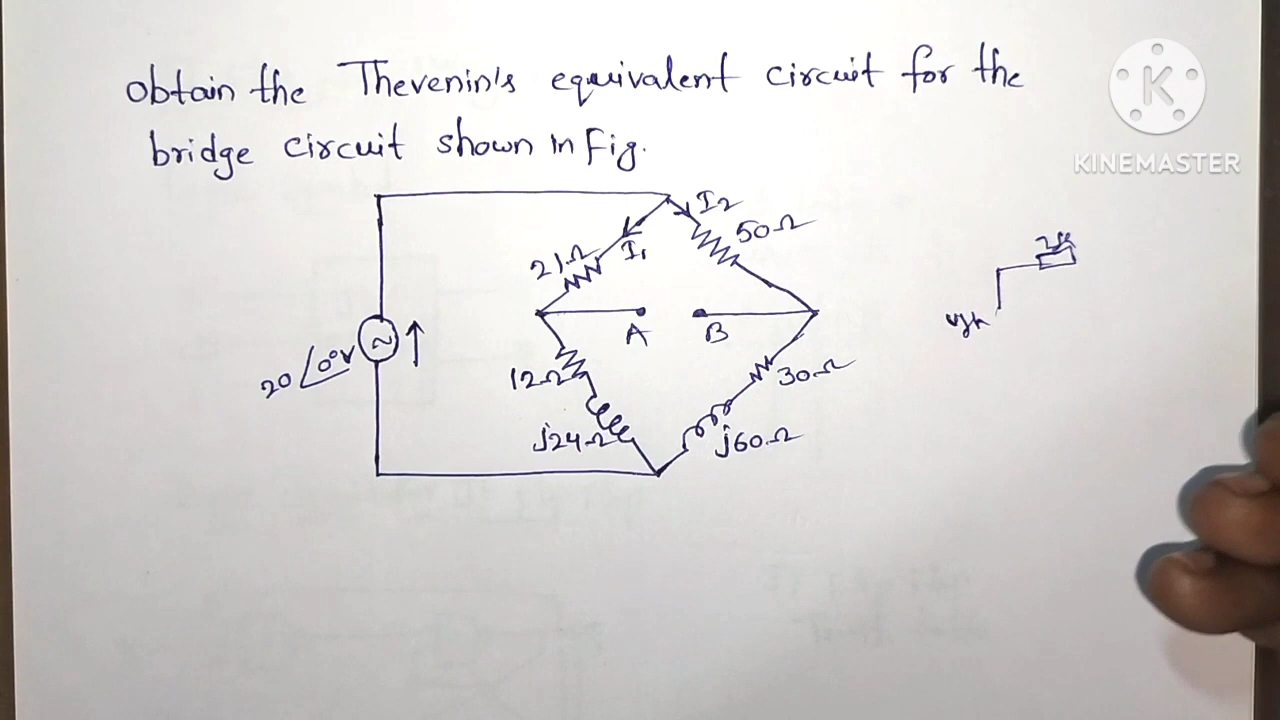 obtain the Thevenin's equivalent circuit for the
bridge circuit shown in Fig.
K
KINEMASTER
I2
50Ω
21Ω
I1
A
B
20∠0°V
~
12Ω
30Ω
j24Ω
j60Ω